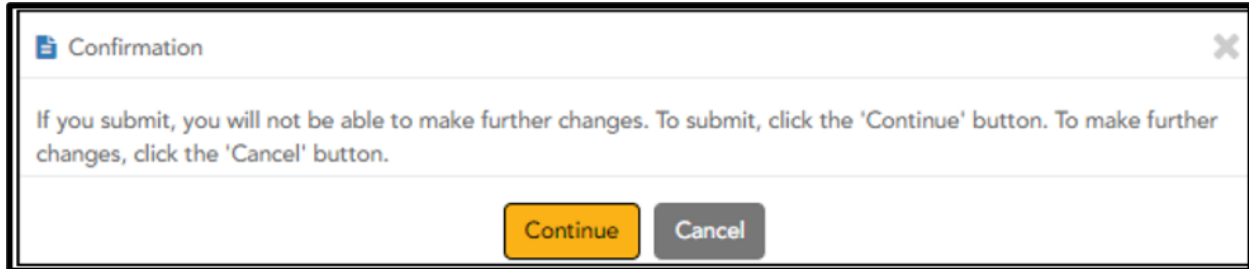 Confirmation
If you submit, you will not be able to make further changes. To submit, click the 'Continue' button. To make further
changes, click the 'Cancel' button.
Continue
Cancel